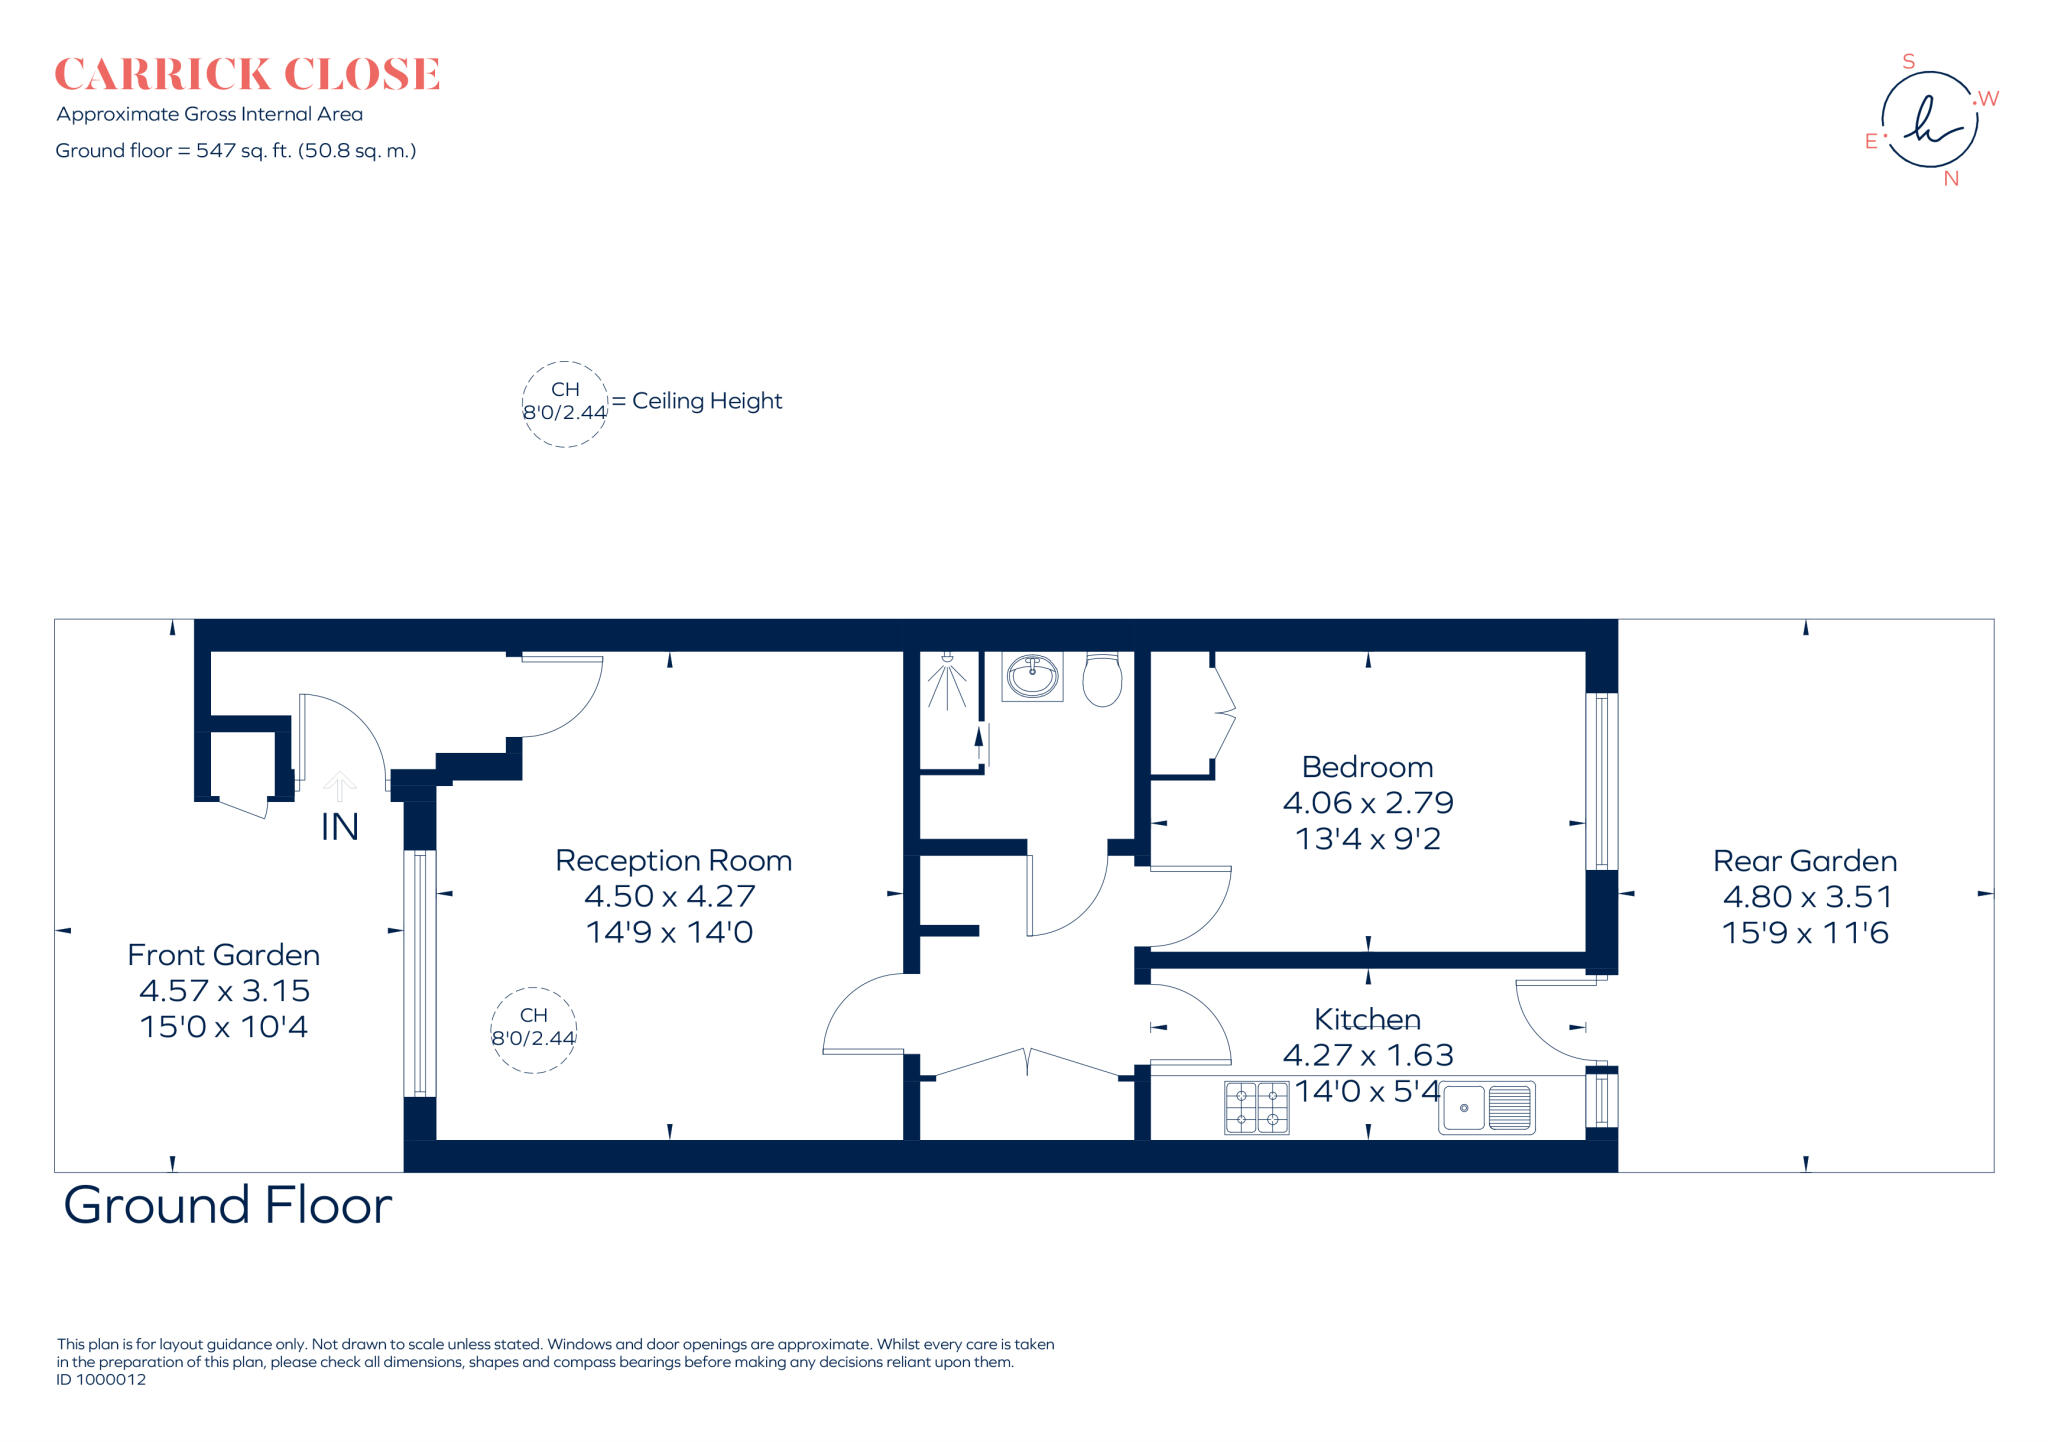 CARRICK CLOSE
Approximate Gross Internal Area
Ground floor = 547 sq. ft. (50.8 sq. m.)
S
W
E
N
CH
8'0/2.44
= Ceiling Height
IN
Front Garden
4.57 x 3.15
15'0 x 10'4
Reception Room
4.50 x 4.27
14'9 x 14'0
CH
8'0/2.44
Bedroom
4.06 x 2.79
13'4 x 9'2
Kitchen
4.27 x 1.63
14'0 x 5'4
Rear Garden
4.80 x 3.51
15'9 x 11'6
Ground Floor
This plan is for layout guidance only. Not drawn to scale unless stated. Windows and door openings are approximate. Whilst every care is taken
in the preparation of this plan, please check all dimensions, shapes and compass bearings before making any decisions reliant upon them.
ID 1000012